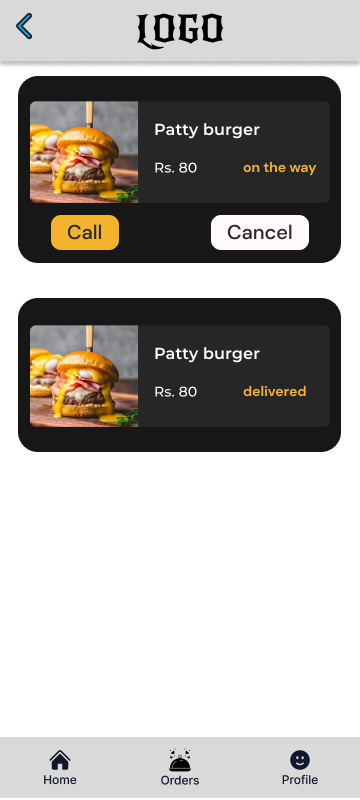 LOGO
Patty burger
Rs. 80
on the way
Call
Cancel
Patty burger
Rs. 80
delivered
Home
Orders
Profile